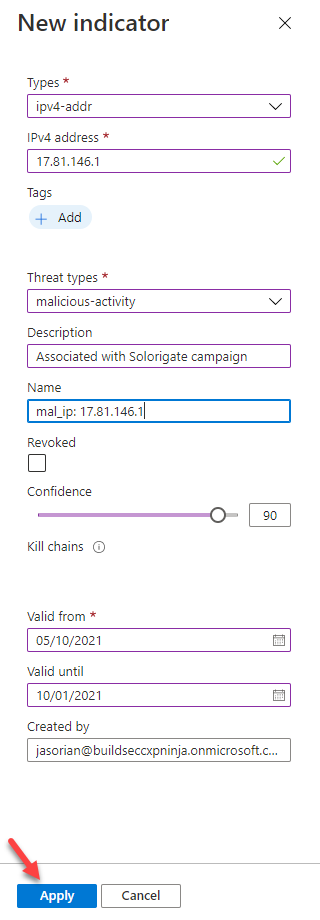 New indicator
Types *
ipv4-addr
IPv4 address *
17.81.146.1
Tags
+ Add
Threat types *
malicious-activity
Description
Associated with Solorigate campaign
Name
mal_ip: 17.81.146.1
Revoked
Confidence
90
Kill chains
Valid from *
05/10/2021
Valid until
10/01/2021
Created by
jasorian@buildseccxpninja.onmicrosoft.c...
Apply Cancel